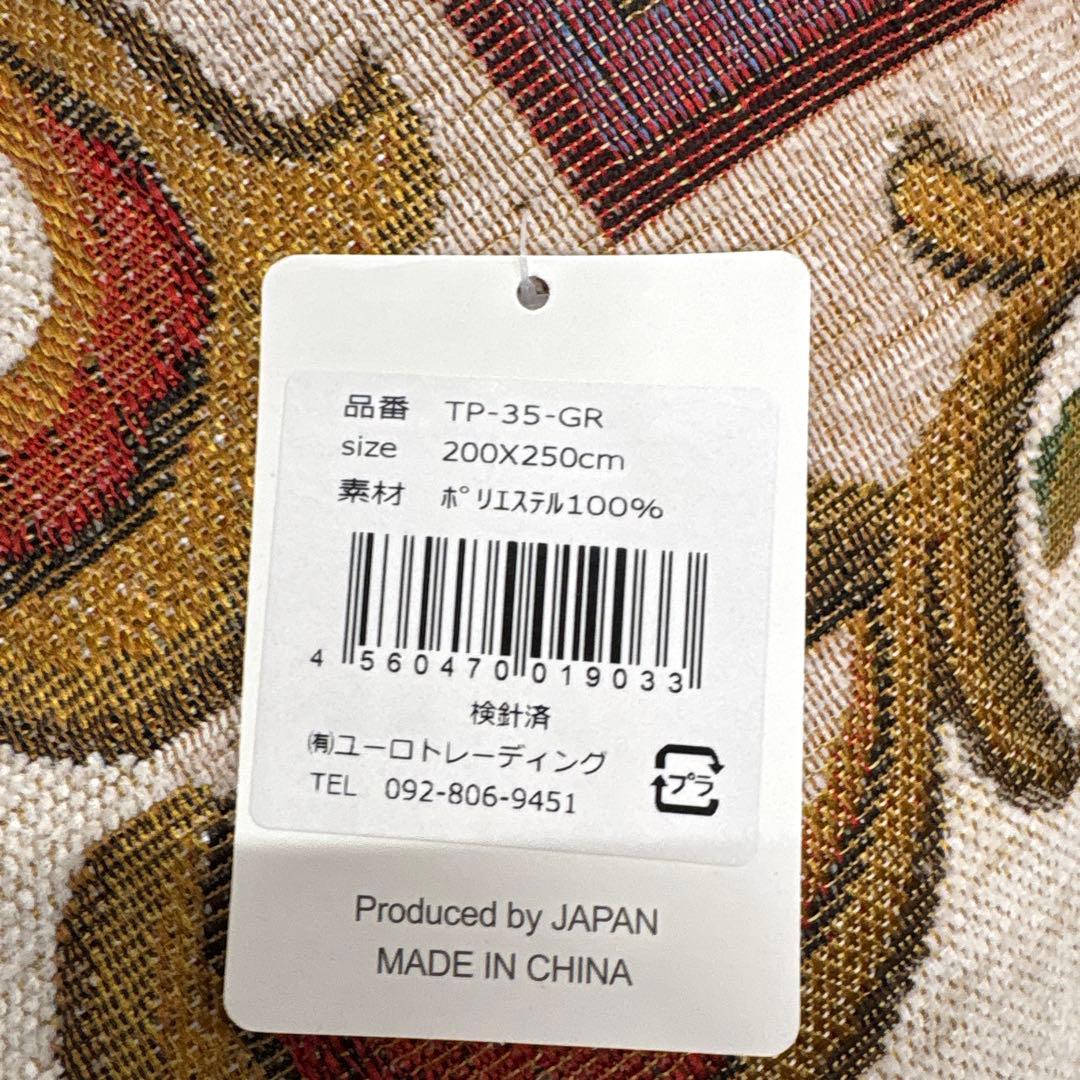 品番 TP-35-GR
size 200X250cm
素材 ﾎﾟﾘｴｽﾃﾙ100%
4 560470 019033
検針済
㈲ユーロトレーディング
TEL 092-806-9451
プラ
Produced by JAPAN
MADE IN CHINA